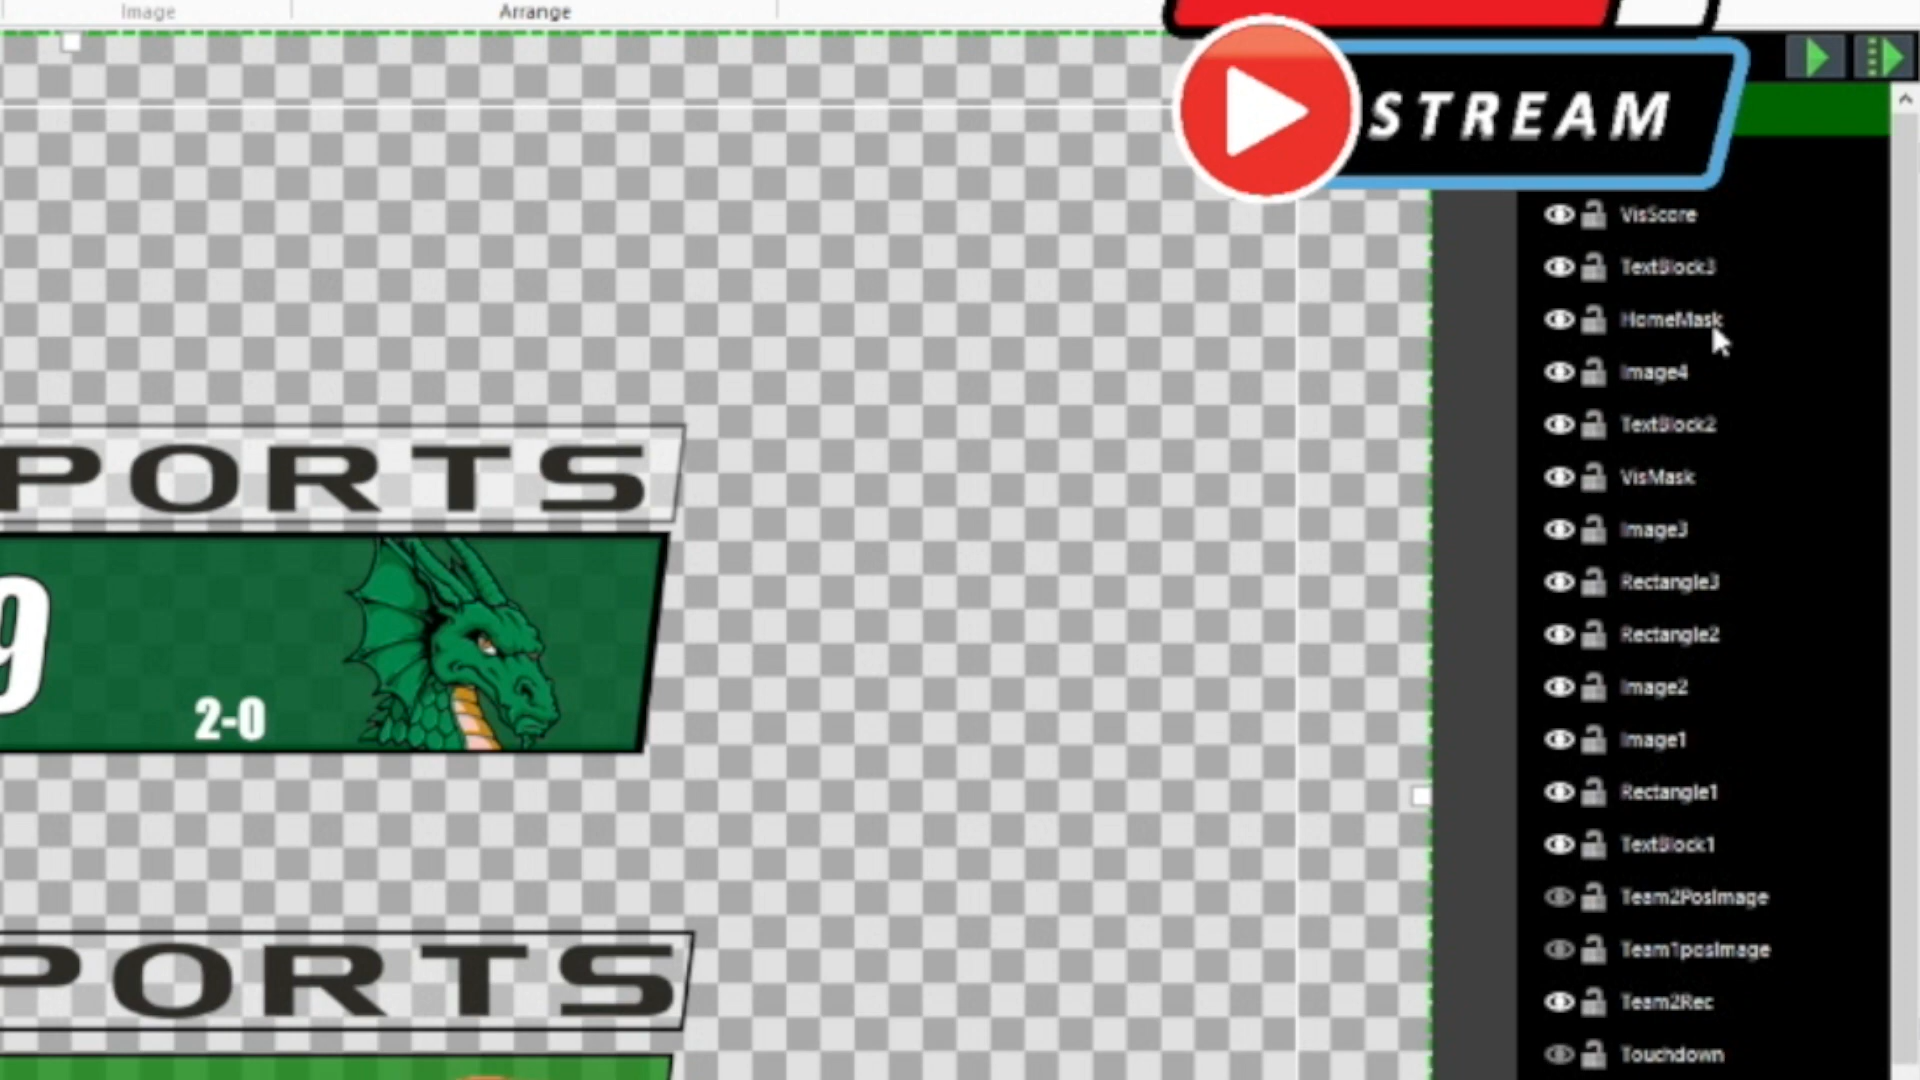 Image
Arrange
STREAM
VisScore
TextBlock3
HomeMask
Image4
TextBlock2
VisMask
Image3
Rectangle3
Rectangle2
Image2
Image1
Rectangle1
TextBlock1
Team2PosImage
Team1posImage
Team2Rec
Touchdown
PORTS
9
2-0
PORTS